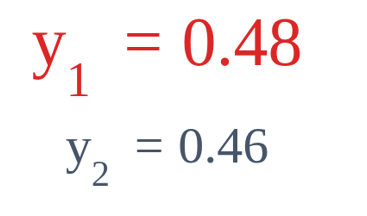 y₁ = 0.48
y₂ = 0.46